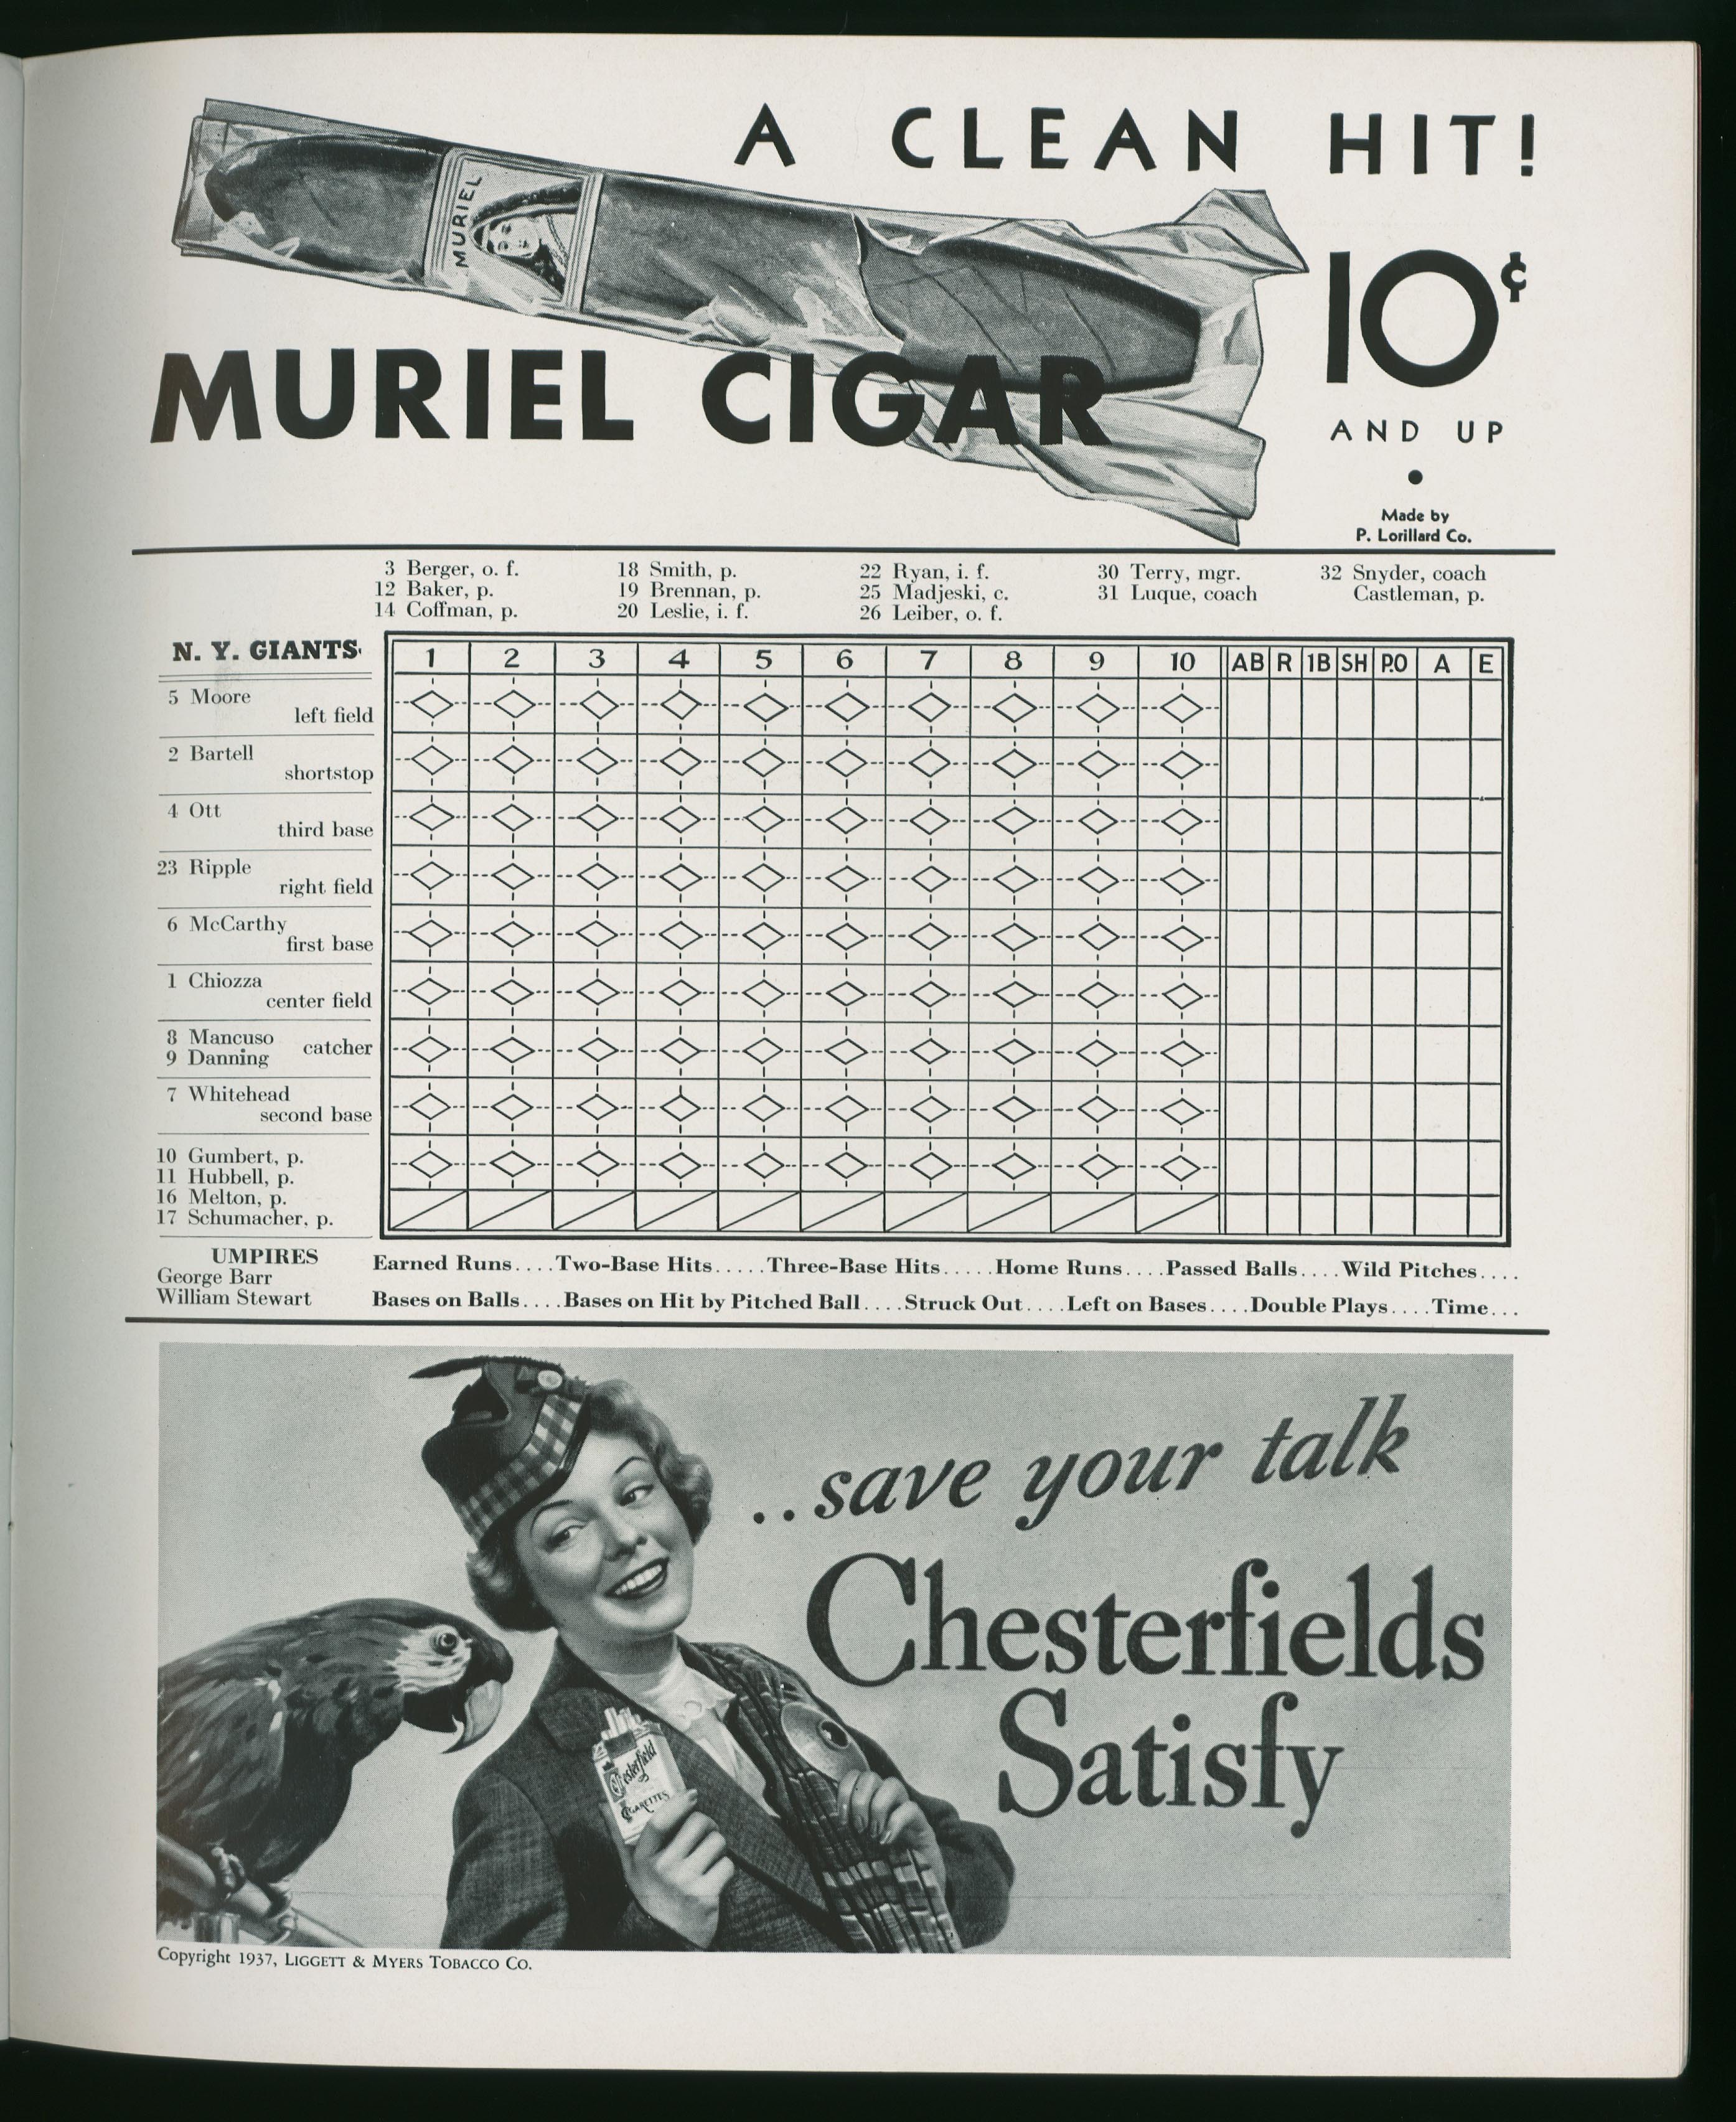 A CLEAN HIT!
MURIEL
10¢
MURIEL CIGAR
AND UP
•
Made by
P. Lorillard Co.
3 Berger, o. f.
12 Baker, p.
14 Coffman, p.
18 Smith, p.
19 Brennan, p.
20 Leslie, i. f.
22 Ryan, i. f.
25 Madjeski, c.
26 Leiber, o. f.
30 Terry, mgr.
31 Luque, coach
32 Snyder, coach
Castleman, p.
N. Y. GIANTS
1 2 3 4 5 6 7 8 9 10 AB R 1B SH P.O A E
5 Moore
left field
2 Bartell
shortstop
4 Ott
third base
23 Ripple
right field
6 McCarthy
first base
1 Chiozza
center field
8 Mancuso
9 Danning
catcher
7 Whitehead
second base
10 Gumbert, p.
11 Hubbell, p.
16 Melton, p.
17 Schumacher, p.
UMPIRES
George Barr
William Stewart
Earned Runs....Two-Base Hits.....Three-Base Hits.....Home Runs....Passed Balls....Wild Pitches....
Bases on Balls....Bases on Hit by Pitched Ball....Struck Out....Left on Bases....Double Plays....Time...
..save your talk
Chesterfields
Satisfy
Chesterfield
CIGARETTES
Copyright 1937, LIGGETT & MYERS TOBACCO CO.